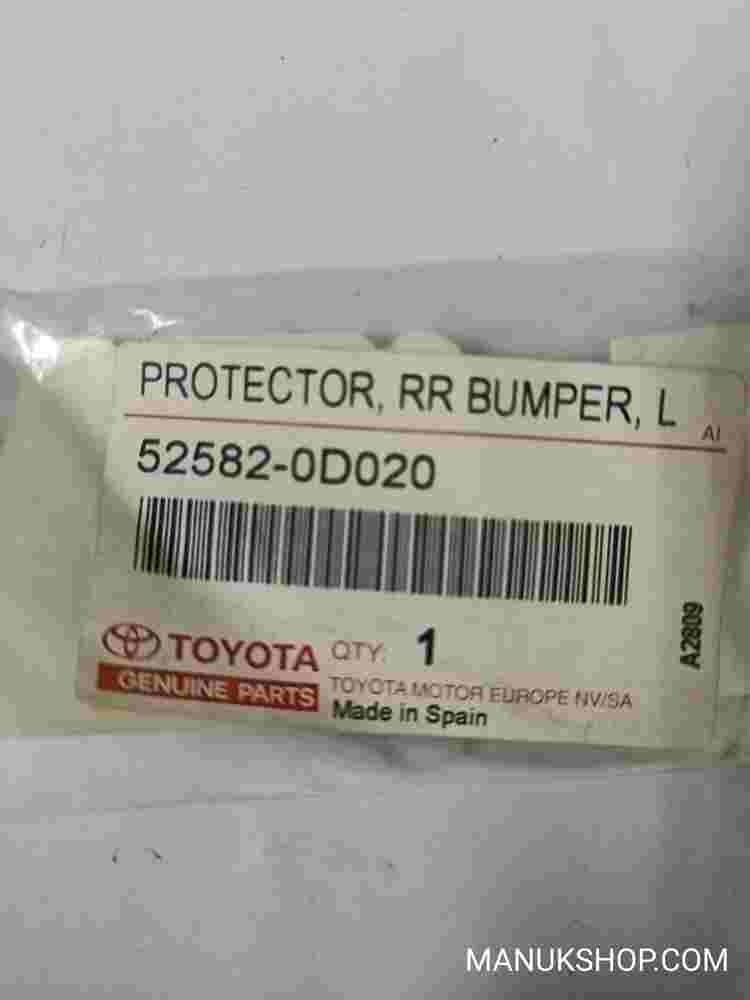 PROTECTOR, RR BUMPER, L
AI
52582-0D020
TOYOTA
GENUINE PARTS
QTY: 1
TOYOTA MOTOR EUROPE NV/SA
Made in Spain
A2809
MANUKSHOP.COM